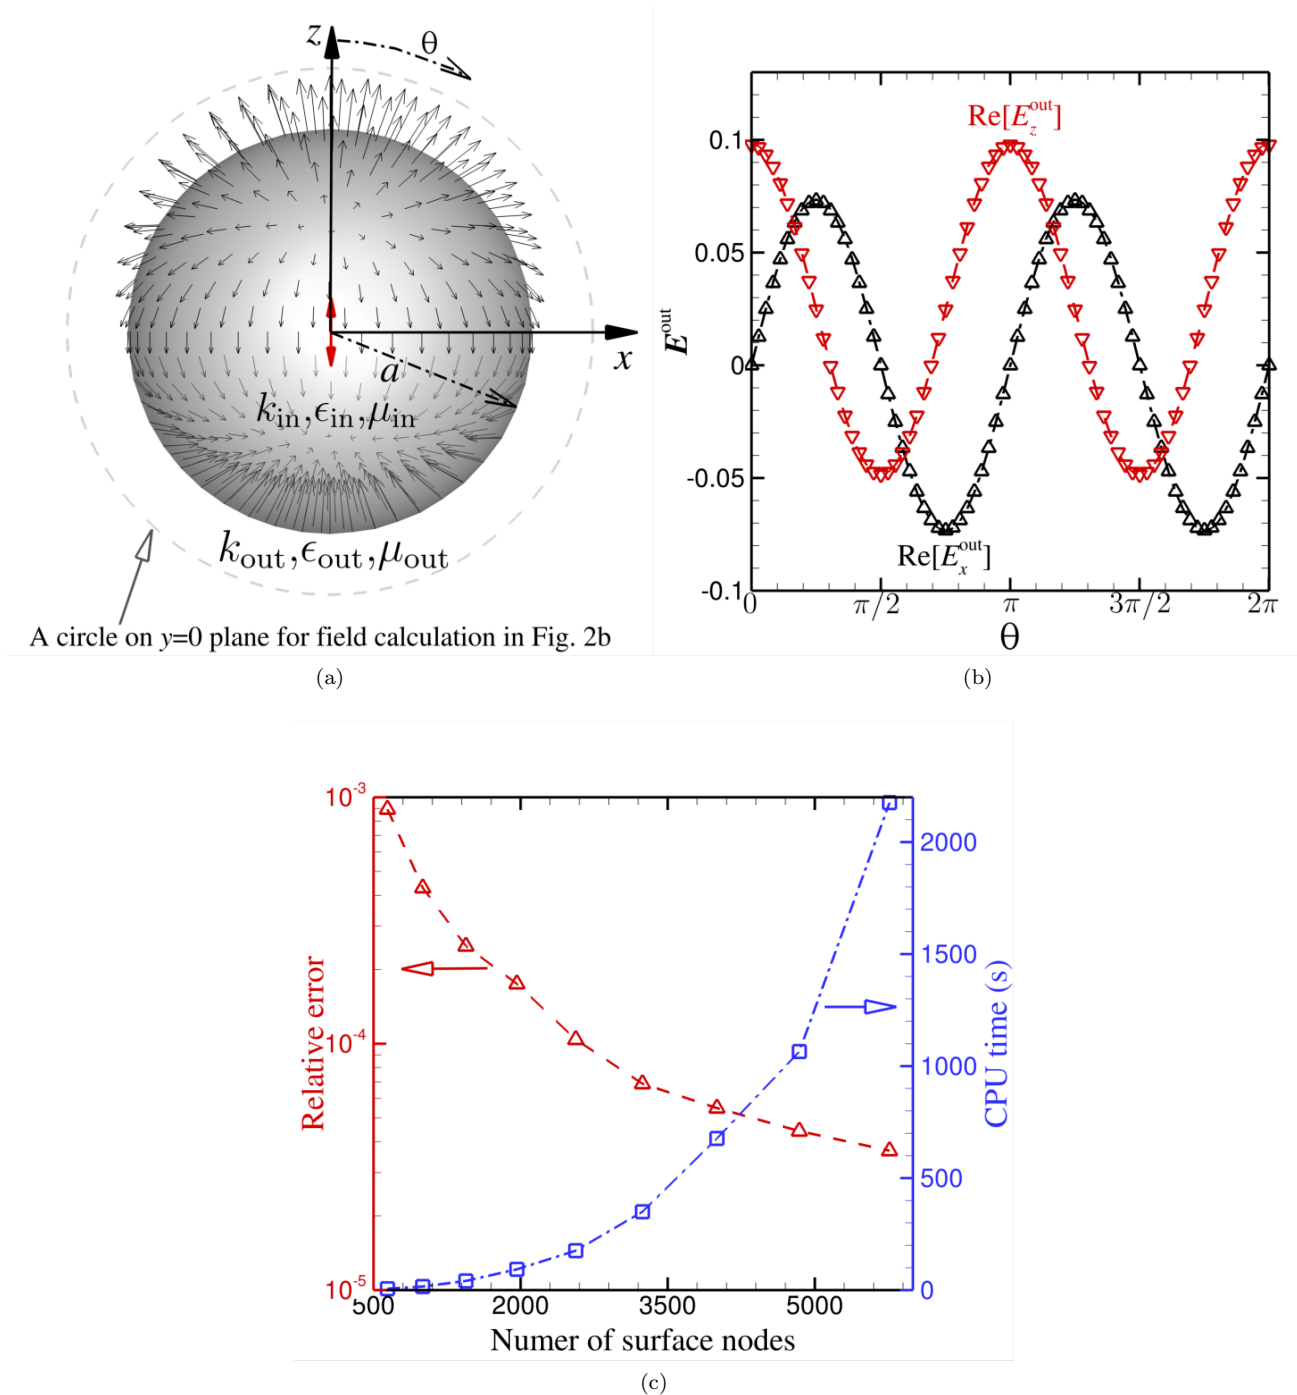 z
θ
x
a
k_in,ϵ_in,μ_in
k_out,ϵ_out,μ_out
A circle on y=0 plane for field calculation in Fig. 2b
(a)
Re[E_z^out]
0.1
0.05
0
-0.05
-0.1
E^out
Re[E_x^out]
0 π/2 π 3π/2 2π
θ
(b)
10^-3
10^-4
10^-5
Relative error
2000
1500
1000
500
0
CPU time (s)
500 2000 3500 5000
Numer of surface nodes
(c)